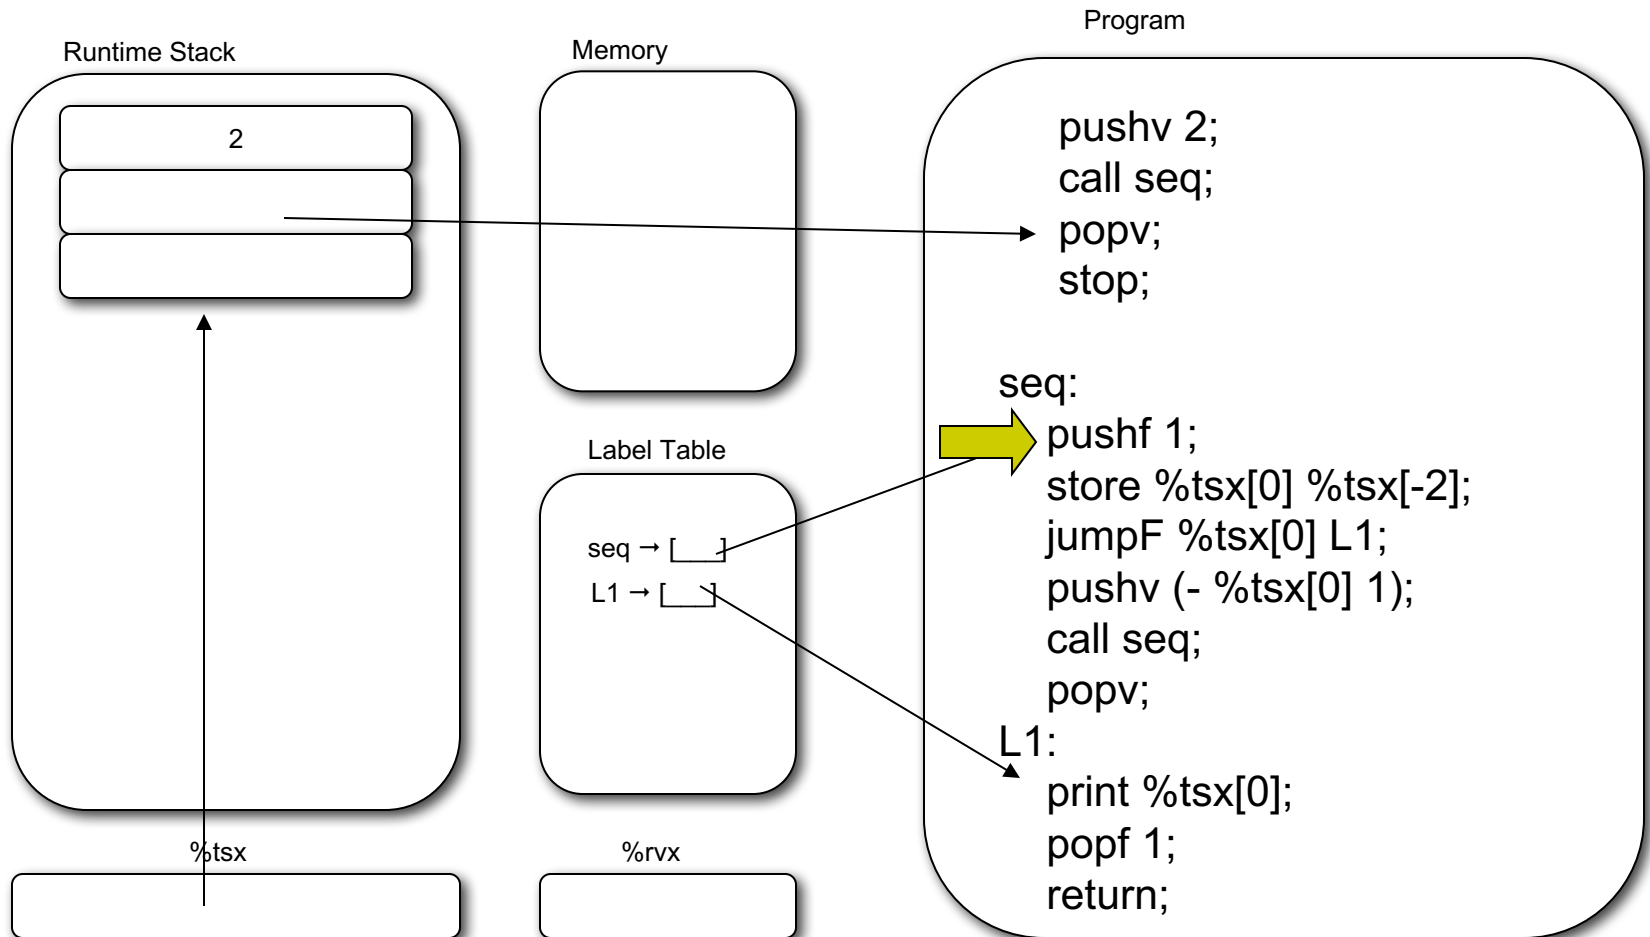 Runtime Stack
2
%tsx
Memory
Label Table
seq → [___]
L1 → [___]
%rvx
Program
pushv 2;
call seq;
popv;
stop;
seq:
pushf 1;
store %tsx[0] %tsx[-2];
jumpF %tsx[0] L1;
pushv (- %tsx[0] 1);
call seq;
popv;
L1:
print %tsx[0];
popf 1;
return;